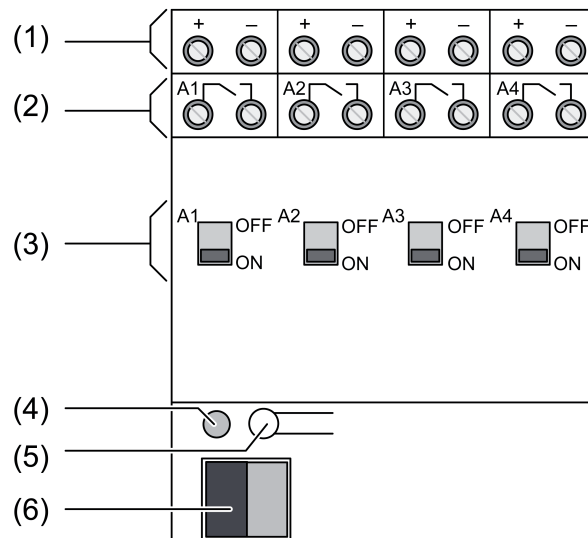 (1) + – + – + – + –
(2) A1 A2 A3 A4
(3) A1 OFF A2 OFF A3 OFF A4 OFF
ON ON ON ON
(4)
(5)
(6)